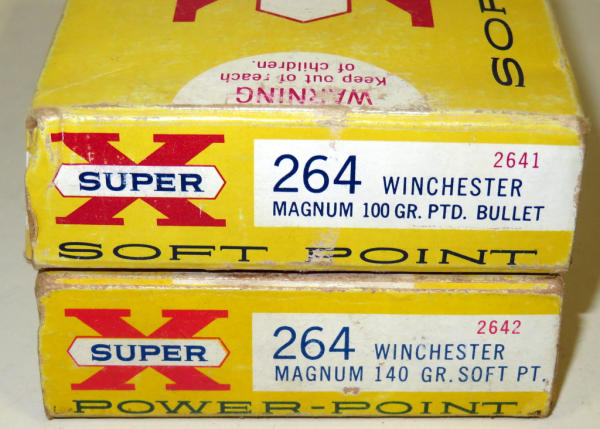 SOF
WARNING
Keep out of reach
of children.
X
SUPER
264 WINCHESTER
2641
MAGNUM 100 GR. PTD. BULLET
SOFT POINT
X
SUPER
264 WINCHESTER
2642
MAGNUM 140 GR. SOFT PT.
POWER-POINT